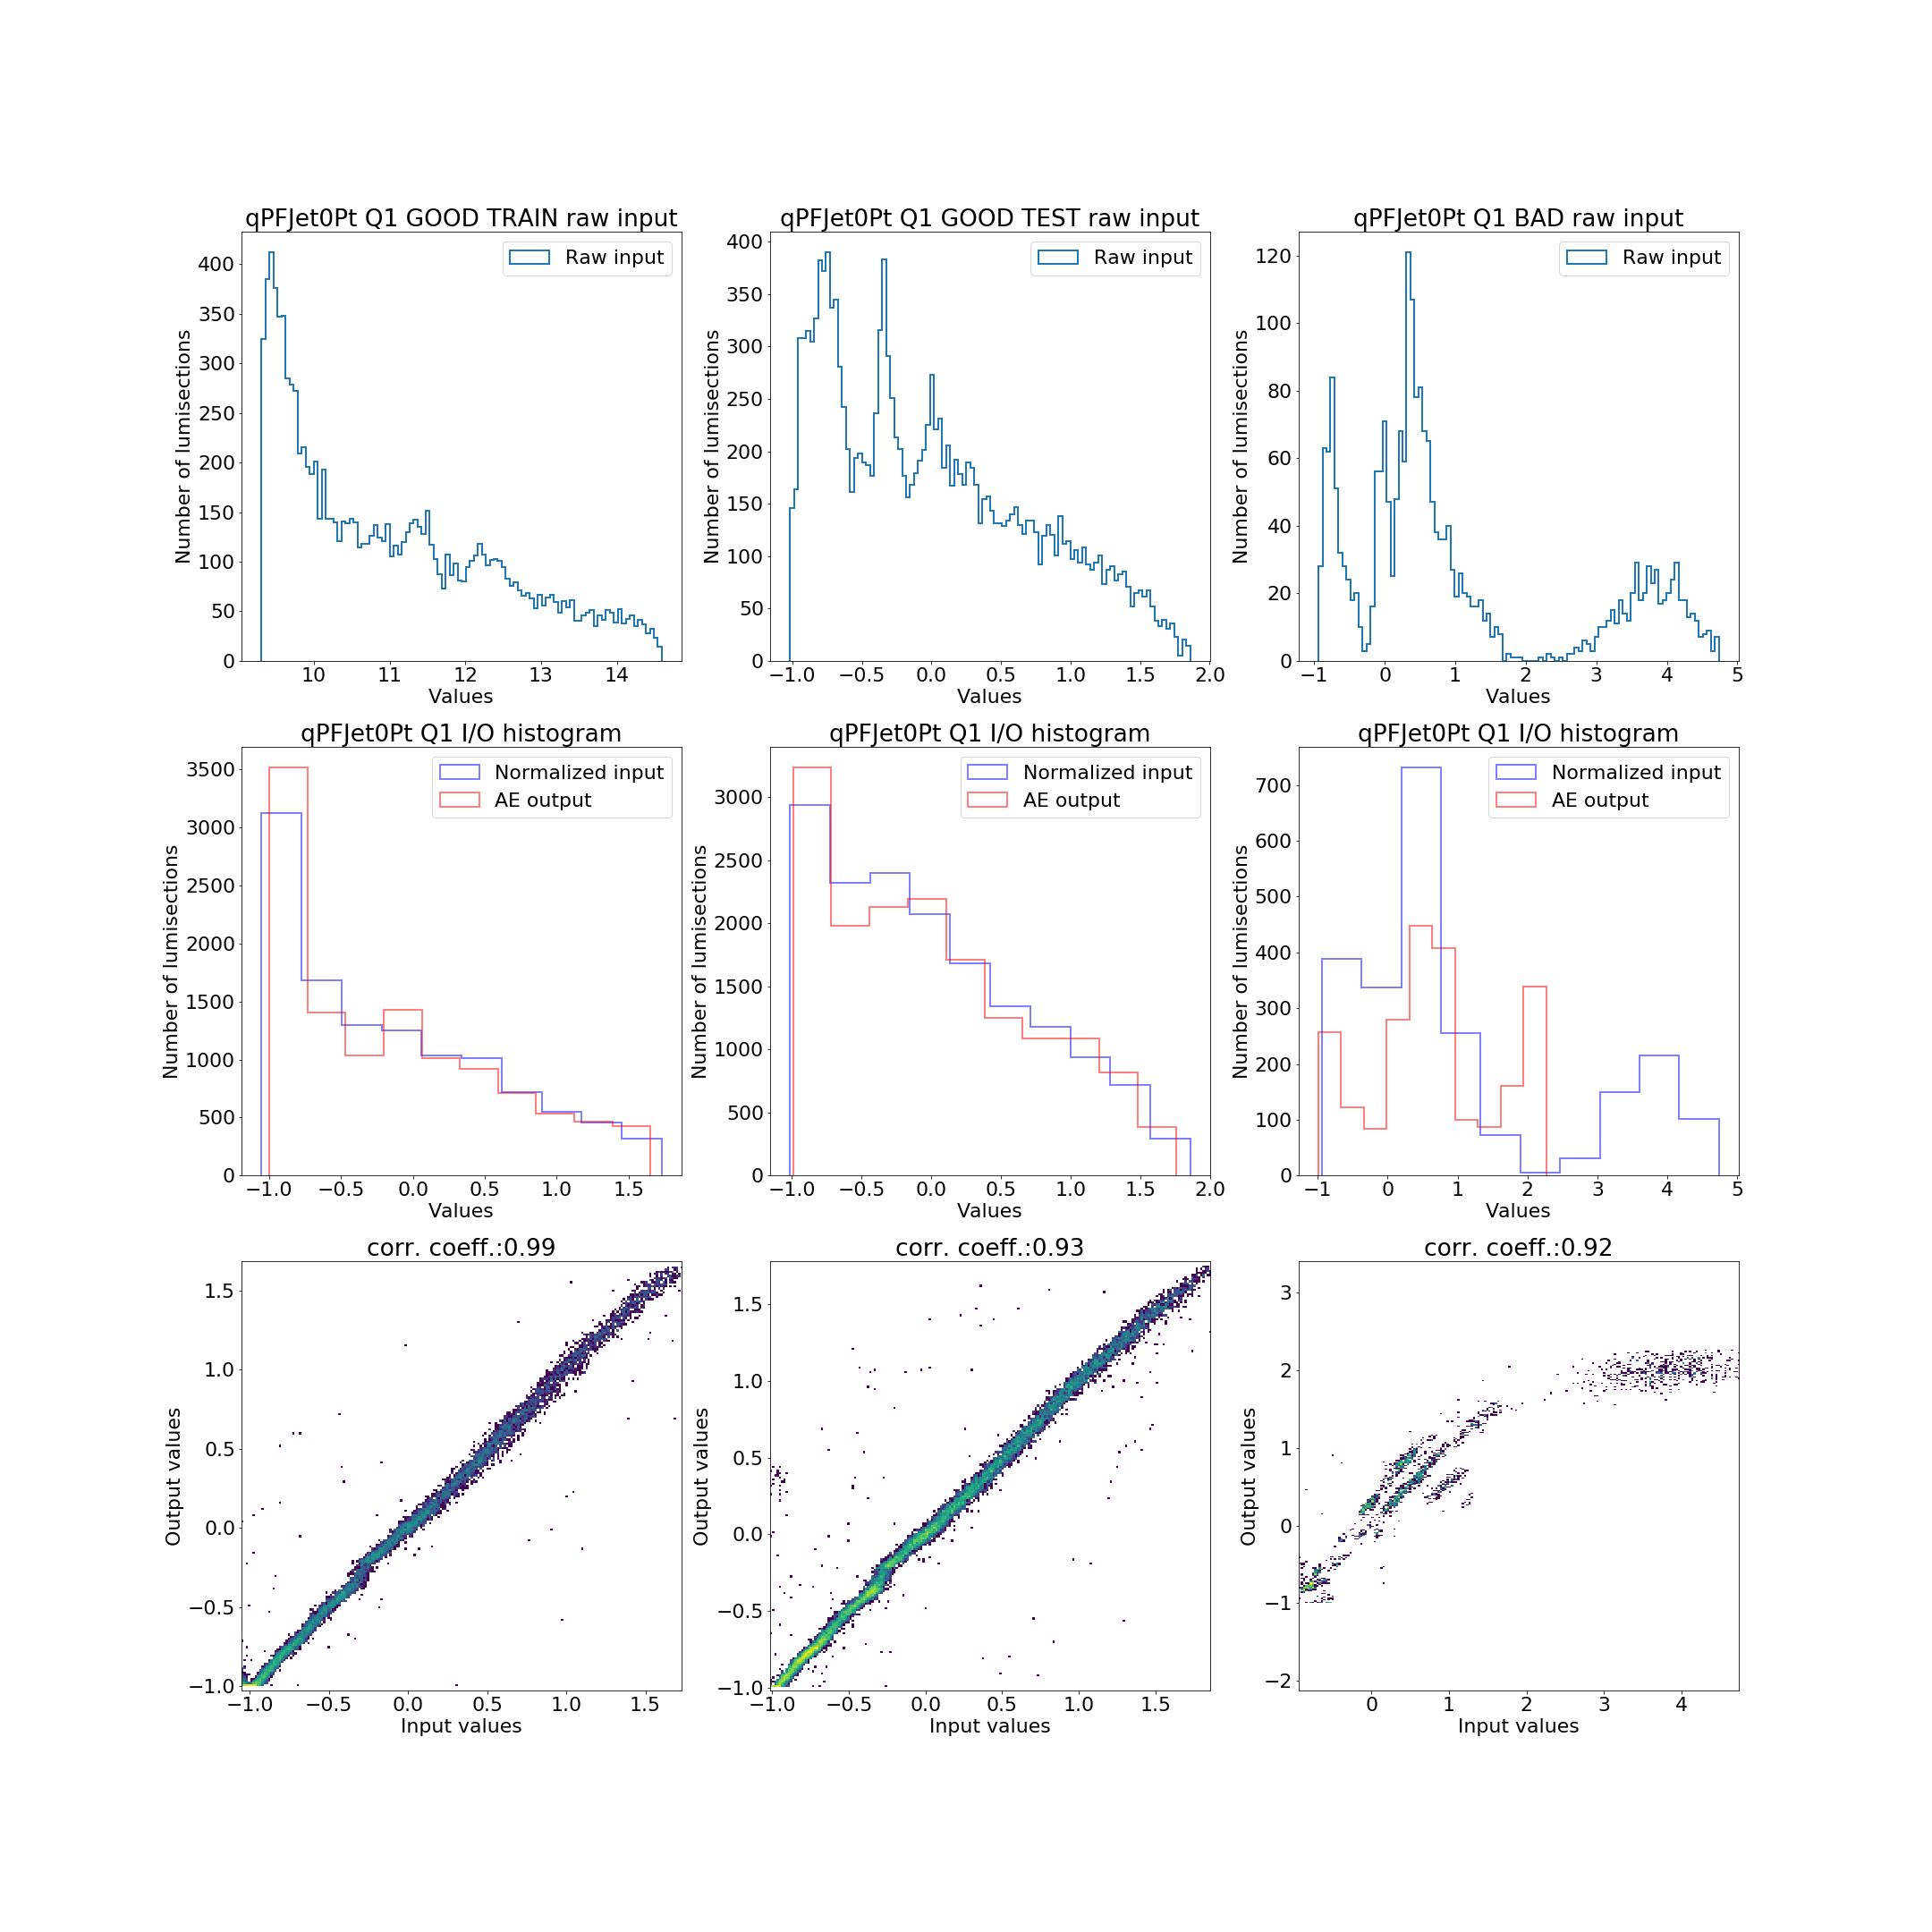 qPFJet0Pt Q1 GOOD TRAIN raw input
Raw input
Number of lumisections
400
350
300
250
200
150
100
50
0
10 11 12 13 14
Values
qPFJet0Pt Q1 GOOD TEST raw input
Raw input
Number of lumisections
400
350
300
250
200
150
100
50
0
−1.0 −0.5 0.0 0.5 1.0 1.5 2.0
Values
qPFJet0Pt Q1 BAD raw input
Raw input
Number of lumisections
120
100
80
60
40
20
0
−1 0 1 2 3 4 5
Values
qPFJet0Pt Q1 I/O histogram
Normalized input
AE output
Number of lumisections
3500
3000
2500
2000
1500
1000
500
0
−1.0 −0.5 0.0 0.5 1.0 1.5
Values
qPFJet0Pt Q1 I/O histogram
Normalized input
AE output
Number of lumisections
3000
2500
2000
1500
1000
500
0
−1.0 −0.5 0.0 0.5 1.0 1.5 2.0
Values
qPFJet0Pt Q1 I/O histogram
Normalized input
AE output
Number of lumisections
700
600
500
400
300
200
100
0
−1 0 1 2 3 4 5
Values
corr. coeff.:0.99
Output values
1.5
1.0
0.5
0.0
−0.5
−1.0
−1.0 −0.5 0.0 0.5 1.0 1.5
Input values
corr. coeff.:0.93
Output values
1.5
1.0
0.5
0.0
−0.5
−1.0
−1.0 −0.5 0.0 0.5 1.0 1.5
Input values
corr. coeff.:0.92
Output values
3
2
1
0
−1
−2
0 1 2 3 4
Input values